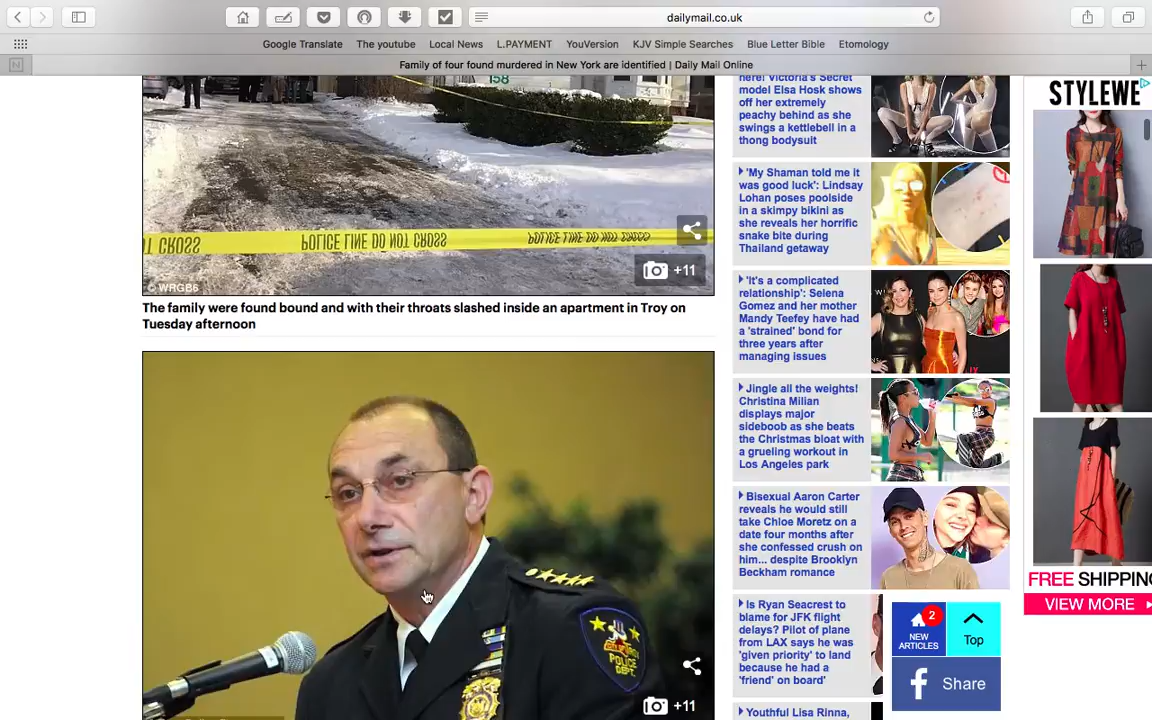 dailymail.co.uk
Google Translate The youtube Local News L.PAYMENT YouVersion KJV Simple Searches Blue Letter Bible Etomology
N Family of four found murdered in New York are identified | Daily Mail Online
158
POLICE LINE DO NOT CROSS
+11
© WRGB6
The family were found bound and with their throats slashed inside an apartment in Troy on
Tuesday afternoon
POLICE
DEPT.
+11
here! Victoria's Secret
model Elsa Hosk shows
off her extremely
peachy behind as she
swings a kettlebell in a
thong bodysuit
'My Shaman told me it
was good luck': Lindsay
Lohan poses poolside
in a skimpy bikini as
she reveals her horrific
snake bite during
Thailand getaway
'It's a complicated
relationship': Selena
Gomez and her mother
Mandy Teefey have had
a 'strained' bond for
three years after
managing issues
Jingle all the weights!
Christina Milian
displays major
sideboob as she beats
the Christmas bloat with
a grueling workout in
Los Angeles park
Bisexual Aaron Carter
reveals he would still
take Chloe Moretz on a
date four months after
she confessed crush on
him... despite Brooklyn
Beckham romance
Is Ryan Seacrest to
blame for JFK flight
delays? Pilot of plane
from LAX says he was
'given priority' to land
because he had a
'friend' on board'
Youthful Lisa Rinna,
2
NEW
ARTICLES
Top
Share
STYLEWE
FREE SHIPPING
VIEW MORE